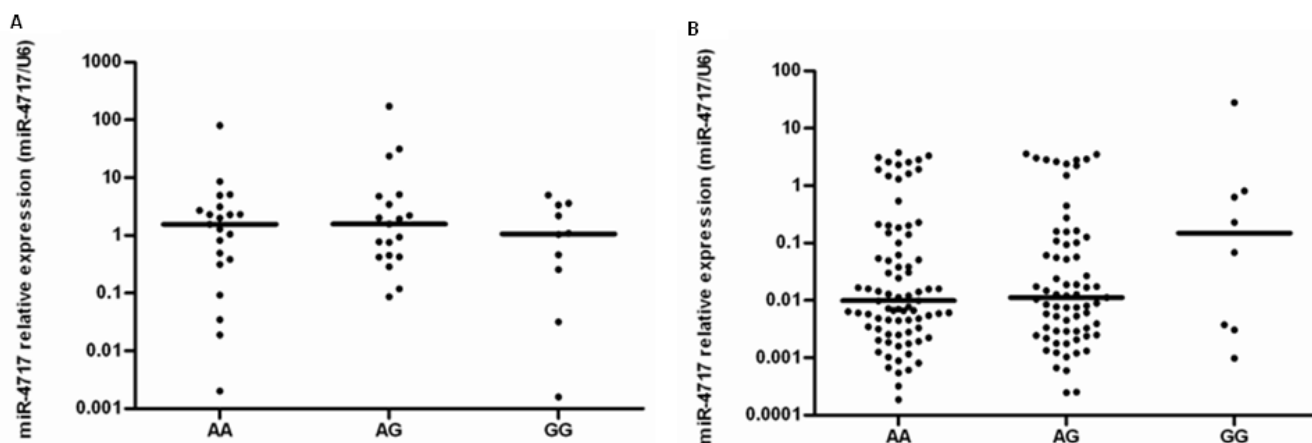 A
miR-4717 relative expression (miR-4717/U6)
1000
100
10
1
0.1
0.01
0.001
AA AG GG
B
miR-4717 relative expression (miR-4717/U6)
100
10
1
0.1
0.01
0.001
0.0001
AA AG GG